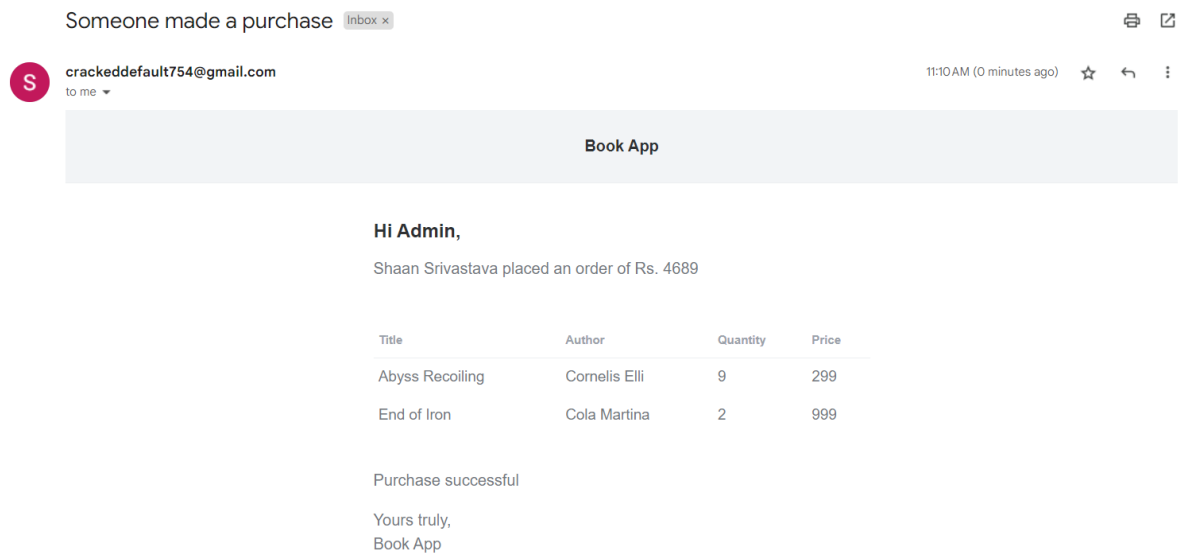 Someone made a purchase Inbox ×
S
crackeddefault754@gmail.com 11:10 AM (0 minutes ago)
to me
Book App
Hi Admin,
Shaan Srivastava placed an order of Rs. 4689
Title Author Quantity Price
Abyss Recoiling Cornelis Elli 9 299
End of Iron Cola Martina 2 999
Purchase successful
Yours truly,
Book App